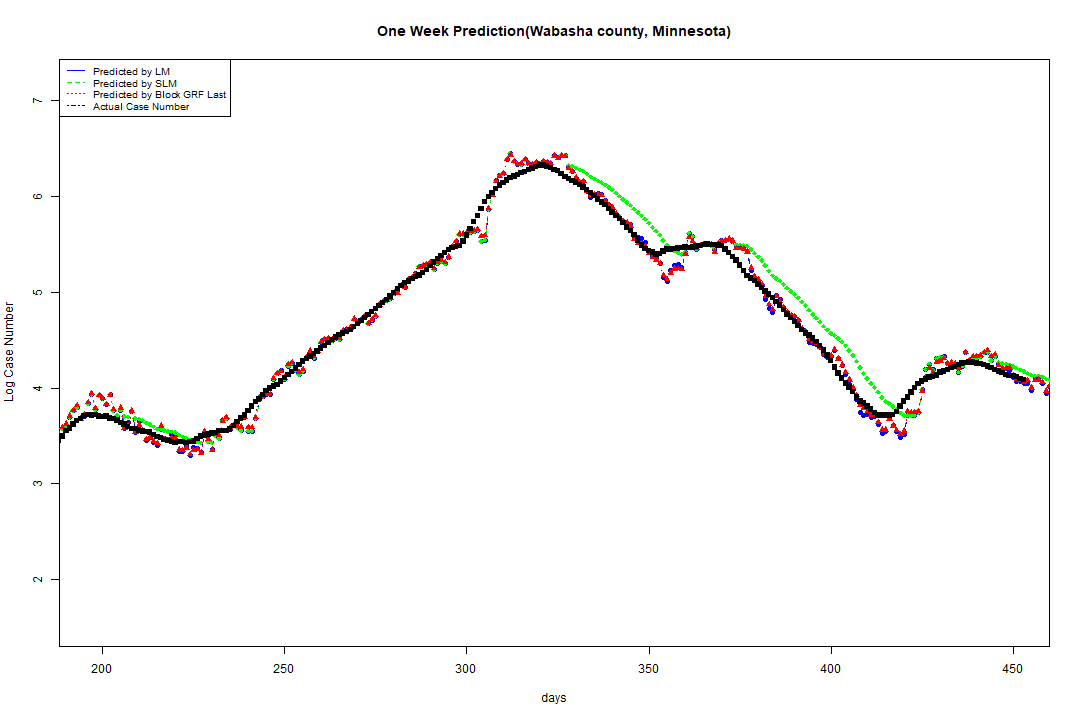 One Week Prediction(Wabasha county, Minnesota)
Predicted by LM
Predicted by SLM
Predicted by Block GRF Last
Actual Case Number
7
6
5
4
3
2
Log Case Number
200 250 300 350 400 450
days